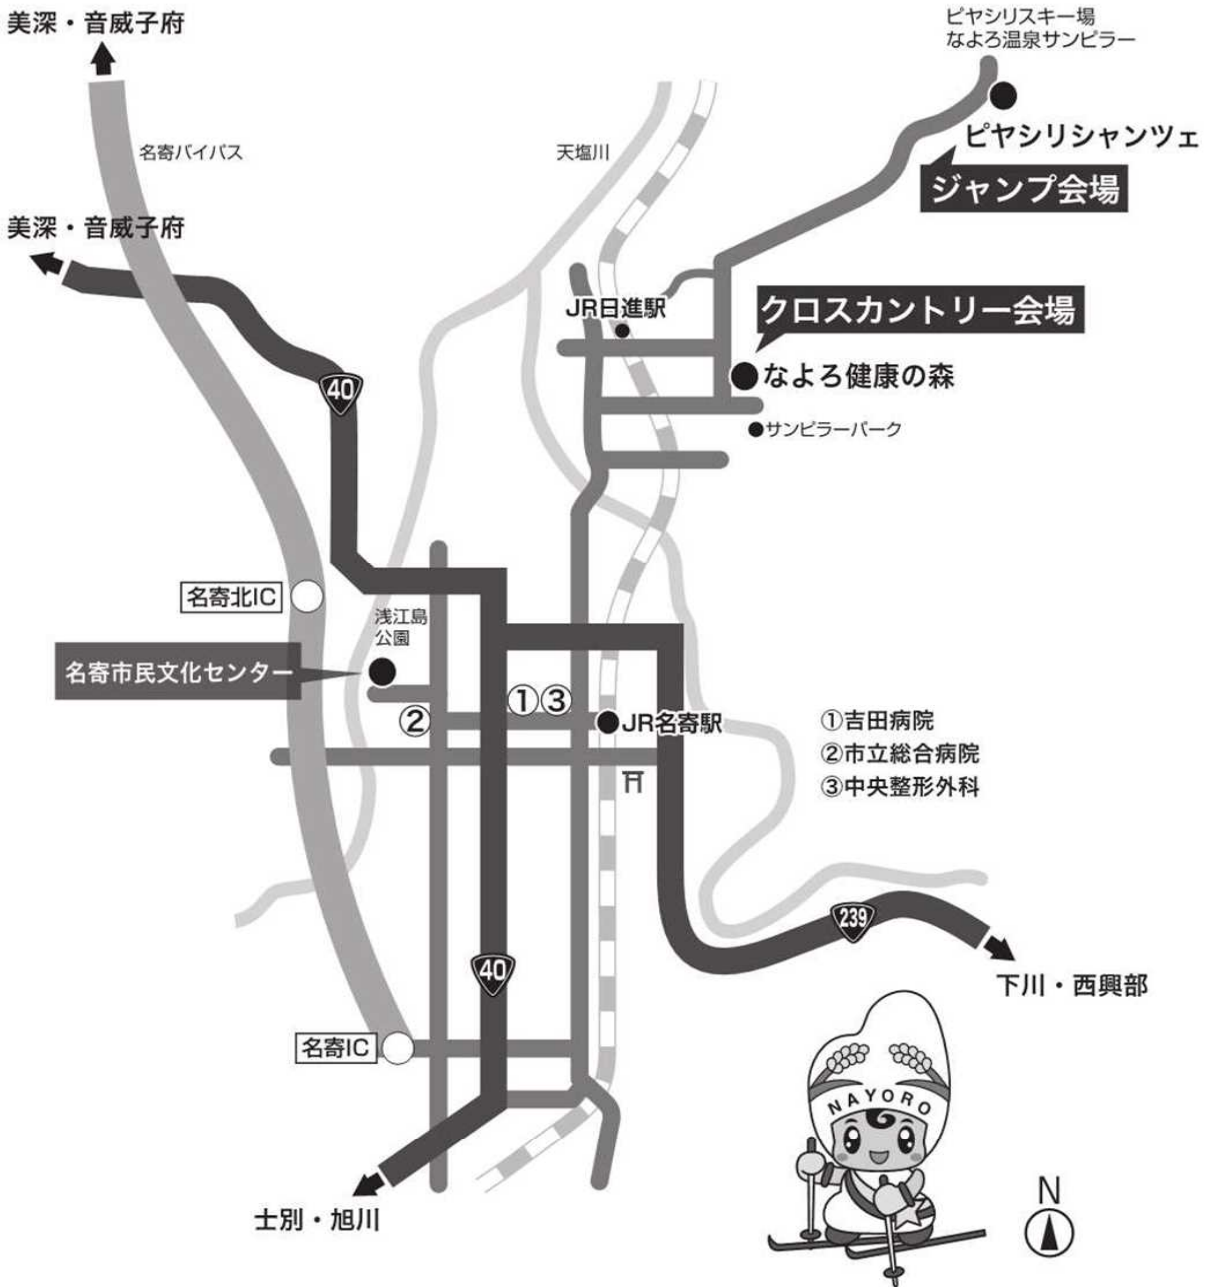 美深・音威子府
ピヤシリスキー場
なよろ温泉サンピラー
名寄バイパス
天塩川
ピヤシリシャンツェ
ジャンプ会場
美深・音威子府
JR日進駅
クロスカントリー会場
なよろ健康の森
40
サンピラーパーク
名寄北IC
浅江島
公園
名寄市民文化センター
①③
②
JR名寄駅
①吉田病院
②市立総合病院
③中央整形外科
239
40
下川・西興部
名寄IC
NAYORO
士別・旭川
N